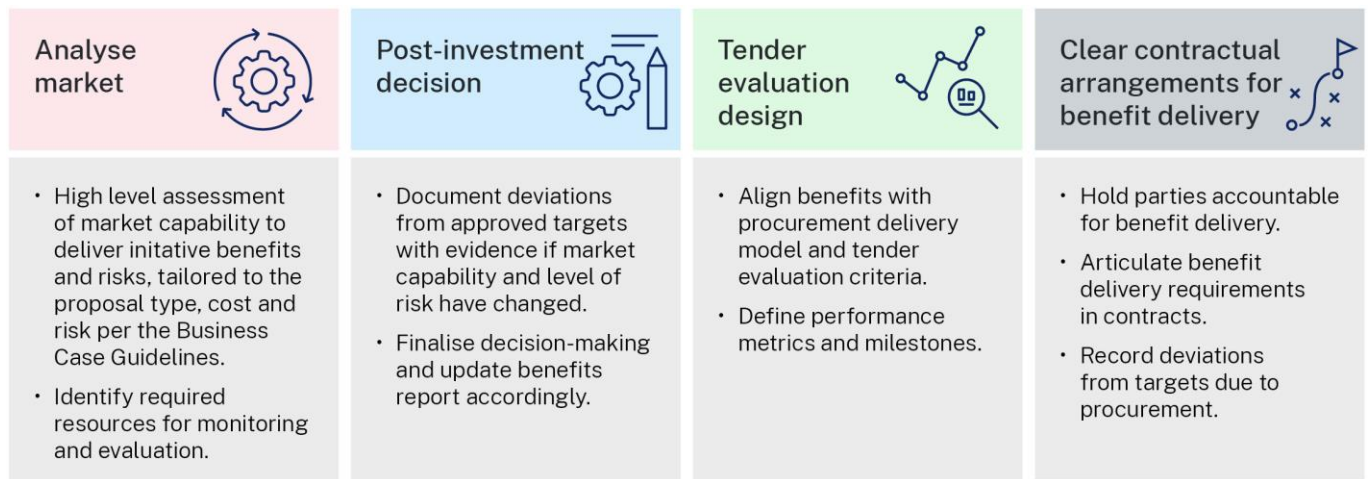 Analyse
market
• High level assessment
of market capability to
deliver initative benefits
and risks, tailored to the
proposal type, cost and
risk per the Business
Case Guidelines.
• Identify required
resources for monitoring
and evaluation.
Post-investment
decision
• Document deviations
from approved targets
with evidence if market
capability and level of
risk have changed.
• Finalise decision-making
and update benefits
report accordingly.
Tender
evaluation
design
• Align benefits with
procurement delivery
model and tender
evaluation criteria.
• Define performance
metrics and milestones.
Clear contractual
arrangements for
benefit delivery
• Hold parties accountable
for benefit delivery.
• Articulate benefit
delivery requirements
in contracts.
• Record deviations
from targets due to
procurement.